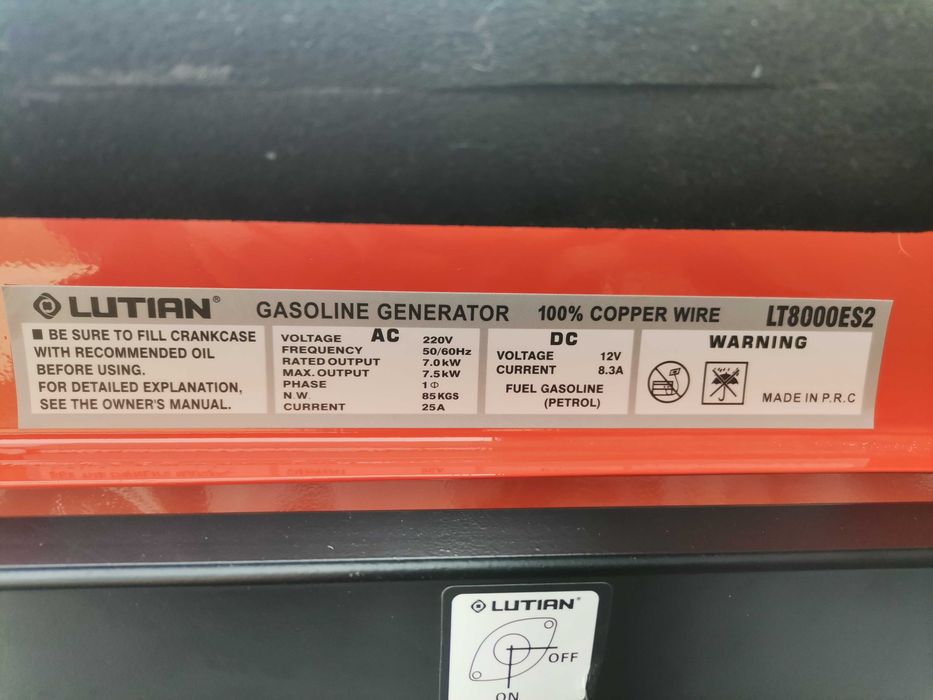 LUTIAN® GASOLINE GENERATOR 100% COPPER WIRE LT8000ES2
■ BE SURE TO FILL CRANKCASE
WITH RECOMMENDED OIL
BEFORE USING.
FOR DETAILED EXPLANATION,
SEE THE OWNER'S MANUAL.
AC
VOLTAGE 220V
FREQUENCY 50/60Hz
RATED OUTPUT 7.0kW
MAX. OUTPUT 7.5kW
PHASE 1Φ
N.W. 85KGS
CURRENT 25A
DC
VOLTAGE 12V
CURRENT 8.3A
FUEL GASOLINE
(PETROL)
WARNING
MADE IN P.R.C
LUTIAN®
OFF
ON